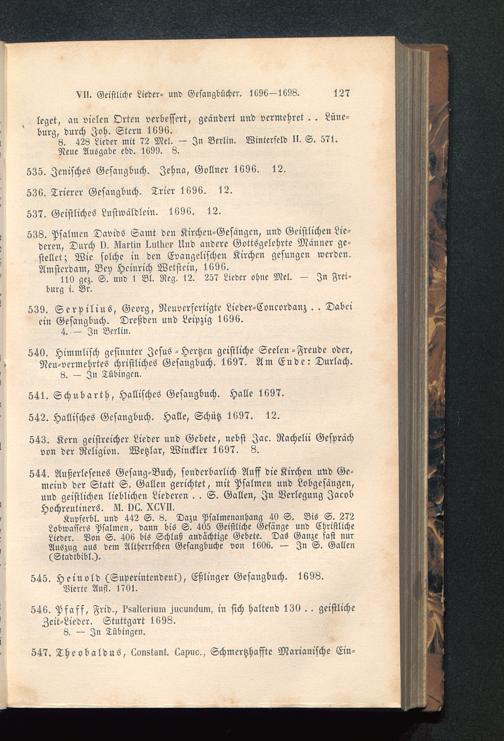 VII. Geistliche Lieder- und Gesangbücher. 1696—1698. 127
leget, an vielen Orten verbessert, geändert und vermehret . . Lüne-
burg, durch Joh. Stern 1696.
8. 428 Lieder mit 72 Mel. — In Berlin. Winterfeld II. S. 571.
Neue Ausgabe ebd. 1699. 8.
535. Jenisches Gesangbuch. Jehna, Gollner 1696. 12.
536. Trierer Gesangbuch. Trier 1696. 12.
537. Geistliches Lustwäldlein. 1696. 12.
538. Psalmen Davids Samt den Kirchen-Gesängen, und Geistlichen Lie-
deren, Durch D. Martin Luther Und andere Gottsgelehrte Männer ge-
stellet; Wie solche in den Evangelischen Kirchen gesungen werden.
Amsterdam, Bey Heinrich Wetstein, 1696.
110 gez. S. und 1 Bl. Reg. 12. 257 Lieder ohne Mel. — In Frei-
burg i. Br.
539. Serpilius, Georg, Neuverfertigte Lieder-Concordanz . . Dabei
ein Gesangbuch. Dreßden und Leipzig 1696.
4. — In Berlin.
540. Himmlisch gesinnter Jesus-Hertzen geistliche Seelen-Freude oder,
Neu-vermehrtes christliches Gesangbuch. 1697. Am Ende: Durlach.
8. — In Tübingen.
541. Schubarth, Hallisches Gesangbuch. Halle 1697.
542. Hallisches Gesangbuch. Halle, Schütz 1697. 12.
543. Kern geistreicher Lieder und Gebete, nebst Jac. Rachelii Gespräch
von der Religion. Wetzlar, Winckler 1697. 8.
544. Außerlesenes Gesang-Buch, sonderbarlich Auff die Kirchen und Ge-
meind der Statt S. Gallen gerichtet, mit Psalmen und Lobgesängen,
und geistlichen lieblichen Liederen . . S. Gallen, In Verlegung Jacob
Hochreutiners. M. DC. XCVII.
Kupferbl. und 442 S. 8. Dazu Psalmenanhang 40 S. Bis S. 272
Lobwassers Psalmen, dann bis S. 405 Geistliche Gesänge und Christliche
Lieder. Von S. 406 bis Schluß andächtige Gebete. Das Ganze fast nur
Auszug aus dem Altherrschen Gesangbuche von 1606. — In S. Gallen
(Stadtbibl.).
545. Heinold (Superintendent), Eßlinger Gesangbuch. 1698.
Vierte Aufl. 1701.
546. Pfaff, Frid., Psalterium jucundum, in sich haltend 130 . . geistliche
Zeit-Lieder. Stuttgart 1698.
8. — In Tübingen.
547. Theobaldus, Constant. Capuc., Schmertzhaffte Marianische Ein-